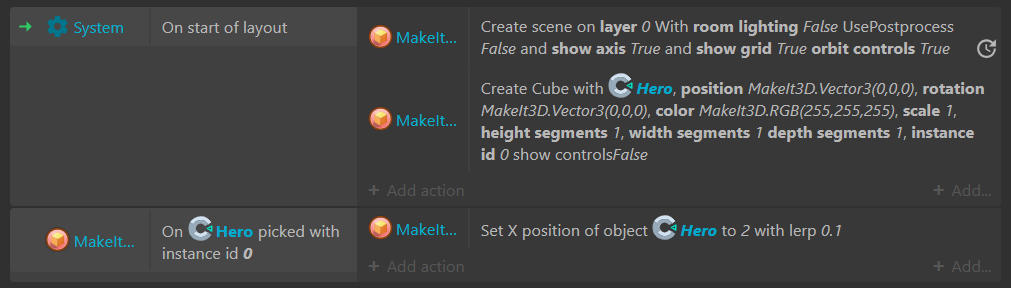 System
On start of layout
MakeIt...
Create scene on layer 0 With room lighting False UsePostprocess
False and show axis True and show grid True orbit controls True
MakeIt...
Create Cube with Hero, position MakeIt3D.Vector3(0,0,0), rotation
MakeIt3D.Vector3(0,0,0), color MakeIt3D.RGB(255,255,255), scale 1,
height segments 1, width segments 1 depth segments 1, instance
id 0 show controlsFalse
+ Add action
+ Add...
MakeIt...
On Hero picked with
instance id 0
MakeIt...
Set X position of object Hero to 2 with lerp 0.1
+ Add action
+ Add...